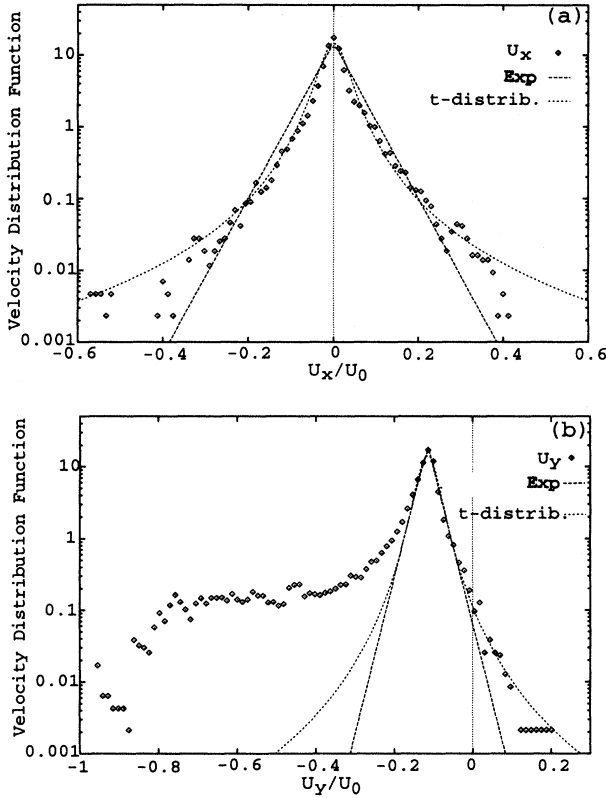 (a)
Velocity Distribution Function
10
1
0.1
0.01
0.001
Ux
Exp
t-distrib.
-0.6 -0.4 -0.2 0 0.2 0.4 0.6
Ux/U0
(b)
Velocity Distribution Function
10
1
0.1
0.01
0.001
Uy
Exp
t-distrib.
-1 -0.8 -0.6 -0.4 -0.2 0 0.2
Uy/U0